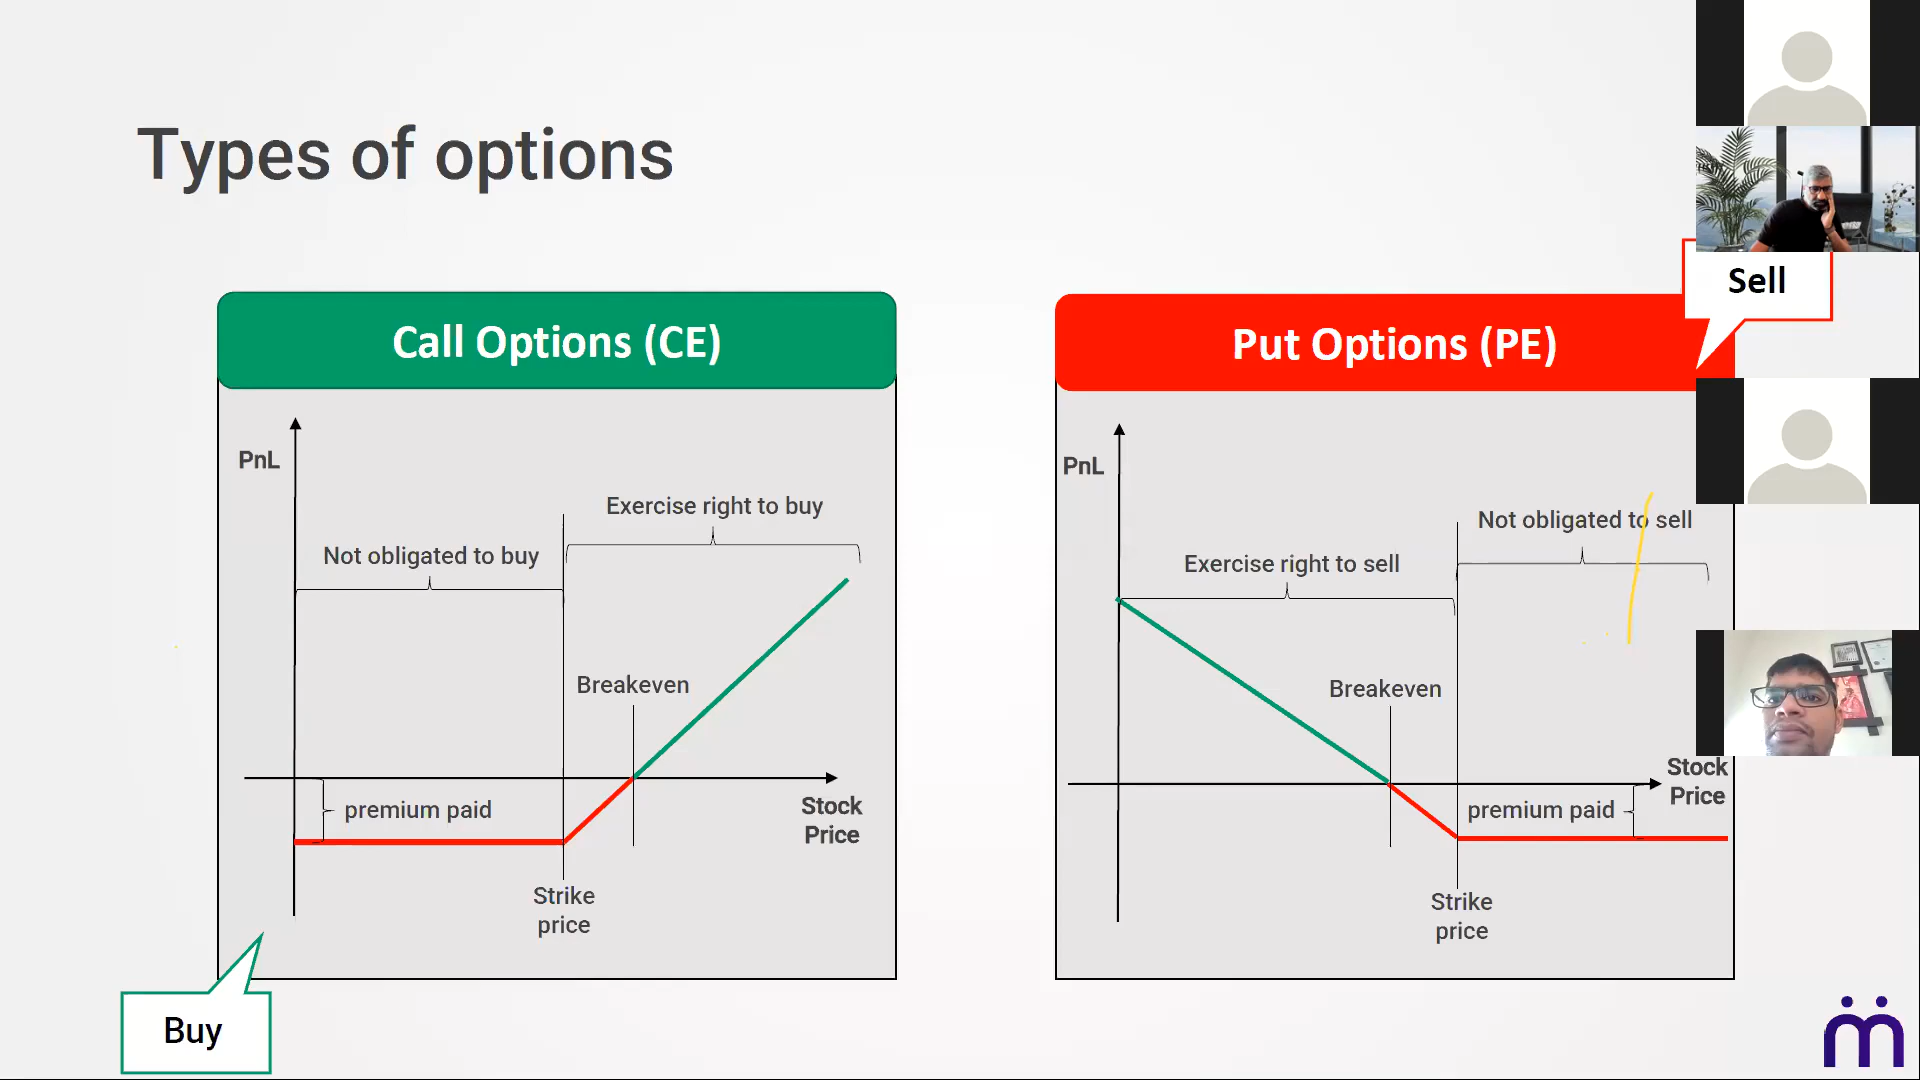 Types of options
Sell
Call Options (CE)
PnL
Exercise right to buy
Not obligated to buy
Breakeven
premium paid
Stock
Price
Strike
price
Buy
Put Options (PE)
PnL
Not obligated to sell
Exercise right to sell
Breakeven
Stock
Price
premium paid
Strike
price